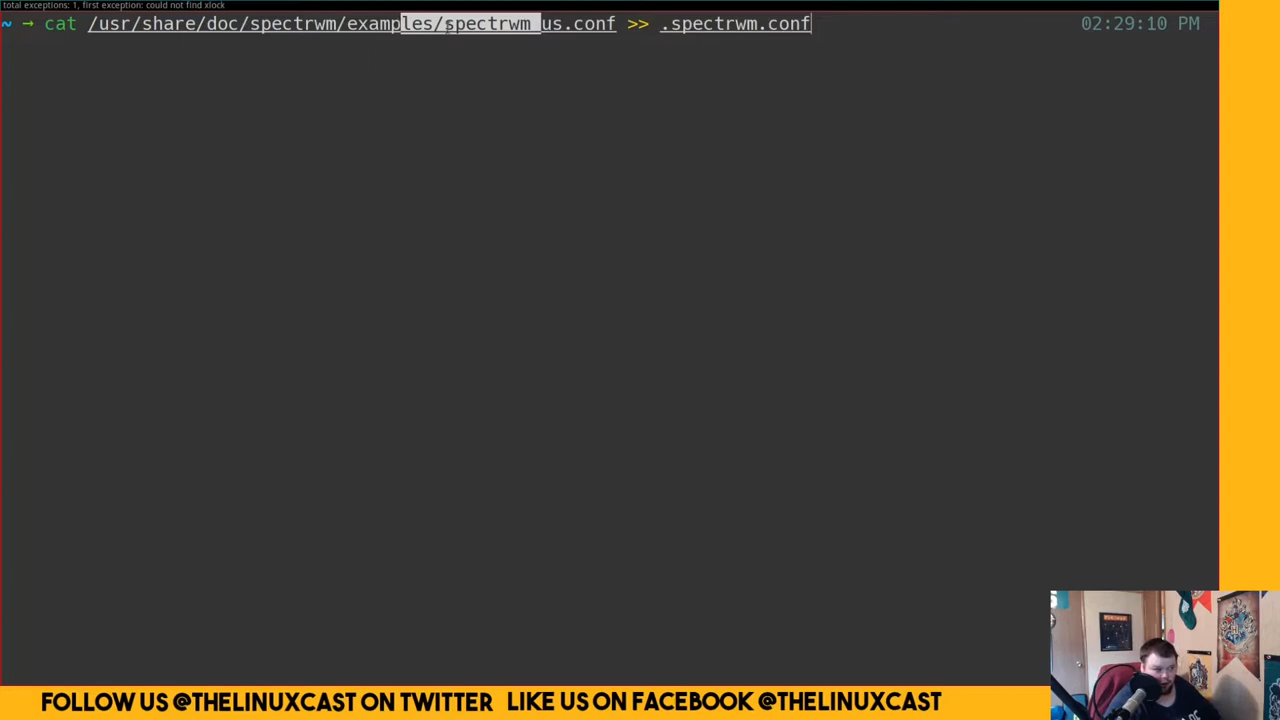 total exceptions: 1, first exception: could not find xlock
~ → cat /usr/share/doc/spectrwm/examples/spectrwm_us.conf >> .spectrwm.conf 02:29:10 PM
FOLLOW US @THELINUXCAST ON TWITTER LIKE US ON FACEBOOK @THELINUXCAST